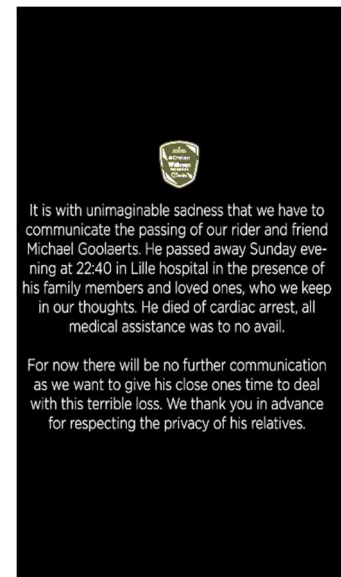 Crelan
Willems
It is with unimaginable sadness that we have to
communicate the passing of our rider and friend
Michael Goolaerts. He passed away Sunday eve-
ning at 22:40 in Lille hospital in the presence of
his family members and loved ones, who we keep
in our thoughts. He died of cardiac arrest, all
medical assistance was to no avail.
For now there will be no further communication
as we want to give his close ones time to deal
with this terrible loss. We thank you in advance
for respecting the privacy of his relatives.